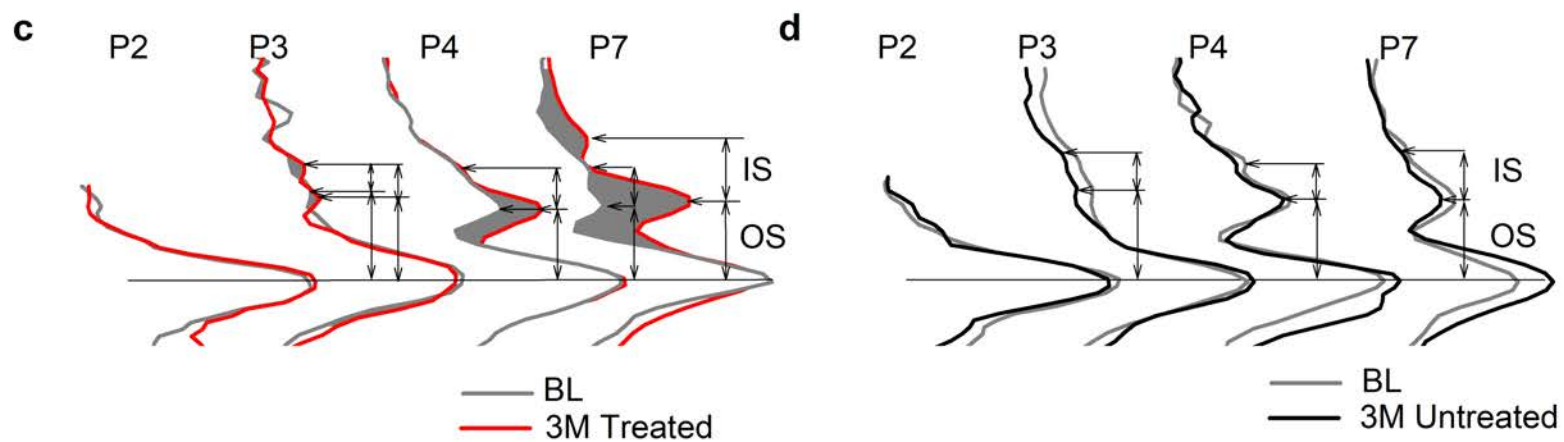 c
P2 P3 P4 P7
IS
OS
BL
3M Treated
d
P2 P3 P4 P7
IS
OS
BL
3M Untreated